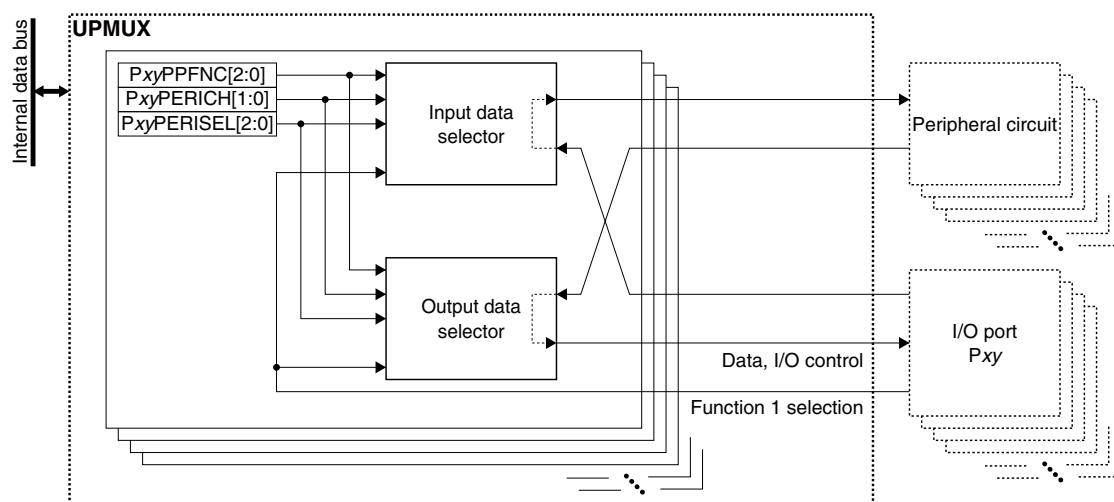 UPMUX
Internal data bus
PxyPPFNC[2:0]
PxyPERICH[1:0]
PxyPERISEL[2:0]
Input data
selector
Peripheral circuit
Output data
selector
I/O port
Pxy
Data, I/O control
Function 1 selection